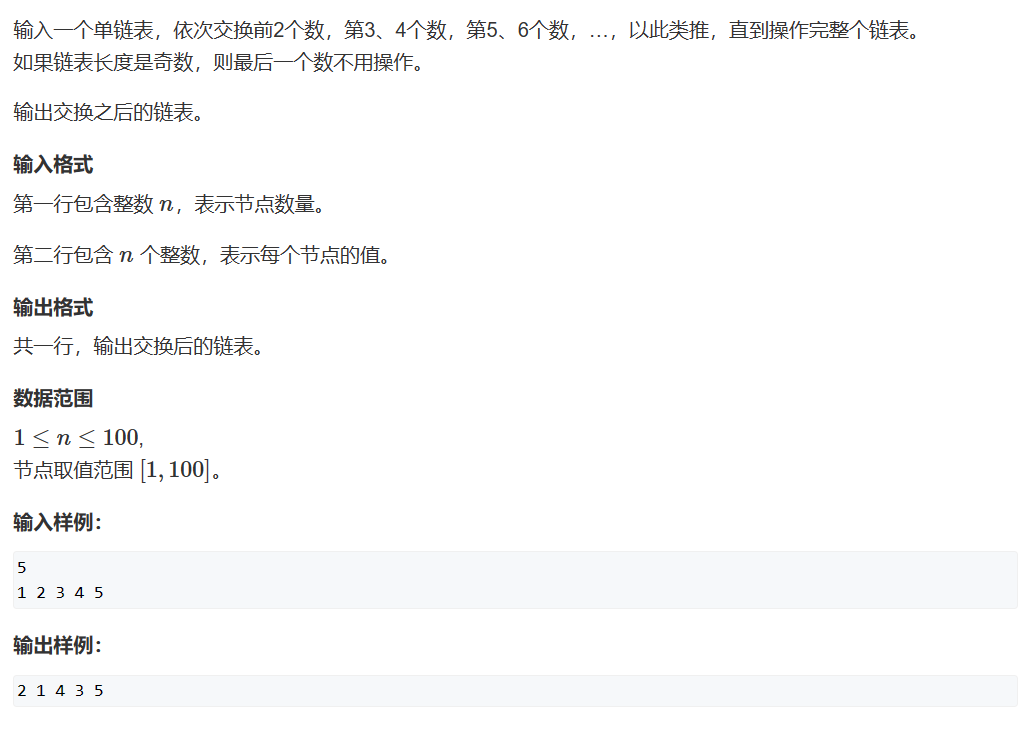 输入一个单链表，依次交换前2个数，第3、4个数，第5、6个数，…，以此类推，直到操作完整个链表。
如果链表长度是奇数，则最后一个数不用操作。
输出交换之后的链表。
输入格式
第一行包含整数 n，表示节点数量。
第二行包含 n 个整数，表示每个节点的值。
输出格式
共一行，输出交换后的链表。
数据范围
1 ≤ n ≤ 100,
节点取值范围 [1, 100]。
输入样例：
5
1 2 3 4 5
输出样例：
2 1 4 3 5